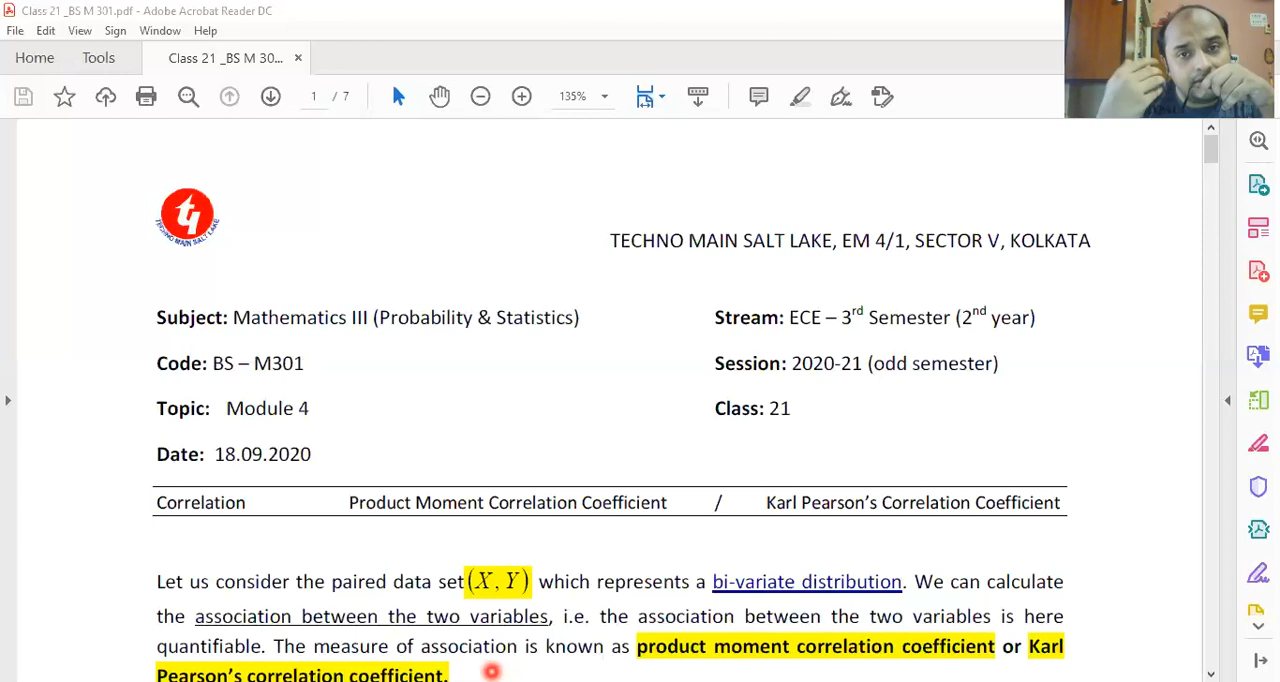 Class 21 _BS M 301.pdf - Adobe Acrobat Reader DC
File Edit View Sign Window Help
Home Tools Class 21 _BS M 30... ×
1 / 7 135%
TECHNO MAIN SALT LAKE
TECHNO MAIN SALT LAKE, EM 4/1, SECTOR V, KOLKATA
Subject: Mathematics III (Probability & Statistics) Stream: ECE – 3rd Semester (2nd year)
Code: BS – M301 Session: 2020-21 (odd semester)
Topic: Module 4 Class: 21
Date: 18.09.2020
Correlation Product Moment Correlation Coefficient / Karl Pearson’s Correlation Coefficient
Let us consider the paired data set (X, Y) which represents a bi-variate distribution. We can calculate
the association between the two variables, i.e. the association between the two variables is here
quantifiable. The measure of association is known as product moment correlation coefficient or Karl
Pearson’s correlation coefficient.